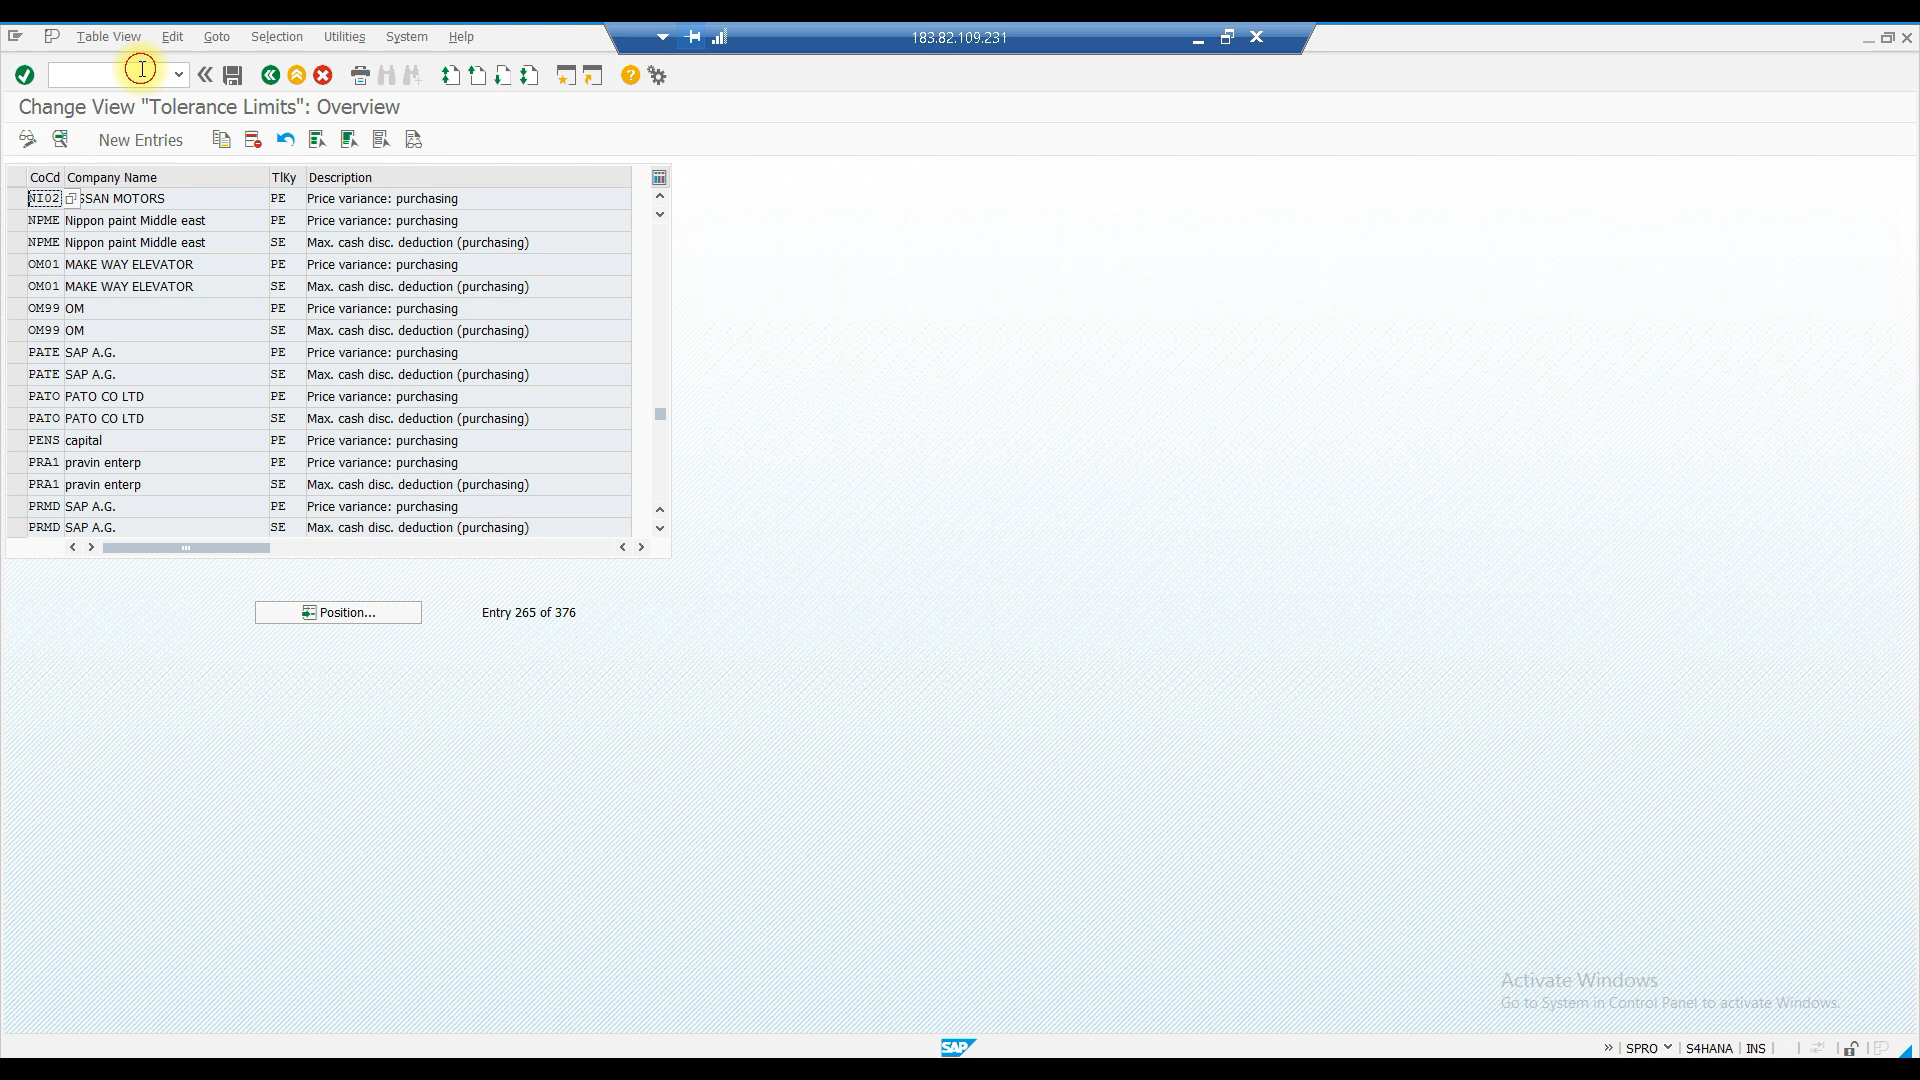 Table View Edit Goto Selection Utilities System Help
183.82.109.231
Change View "Tolerance Limits": Overview
New Entries
CoCd Company Name TlKy Description
NI02 SSAN MOTORS PE Price variance: purchasing
NPME Nippon paint Middle east PE Price variance: purchasing
NPME Nippon paint Middle east SE Max. cash disc. deduction (purchasing)
OM01 MAKE WAY ELEVATOR PE Price variance: purchasing
OM01 MAKE WAY ELEVATOR SE Max. cash disc. deduction (purchasing)
OM99 OM PE Price variance: purchasing
OM99 OM SE Max. cash disc. deduction (purchasing)
PATE SAP A.G. PE Price variance: purchasing
PATE SAP A.G. SE Max. cash disc. deduction (purchasing)
PATO PATO CO LTD PE Price variance: purchasing
PATO PATO CO LTD SE Max. cash disc. deduction (purchasing)
PENS capital PE Price variance: purchasing
PRA1 pravin enterp PE Price variance: purchasing
PRA1 pravin enterp SE Max. cash disc. deduction (purchasing)
PRMD SAP A.G. PE Price variance: purchasing
PRMD SAP A.G. SE Max. cash disc. deduction (purchasing)
Position... Entry 265 of 376
Activate Windows
Go to System in Control Panel to activate Windows.
SAP
SPRO S4HANA INS